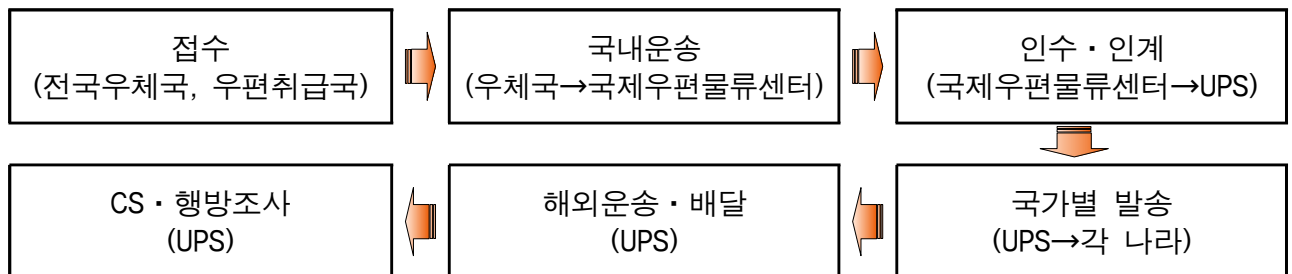 접수
(전국우체국, 우편취급국)
국내운송
(우체국→국제우편물류센터)
인수·인계
(국제우편물류센터→UPS)
국가별 발송
(UPS→각 나라)
해외운송·배달
(UPS)
CS·행방조사
(UPS)